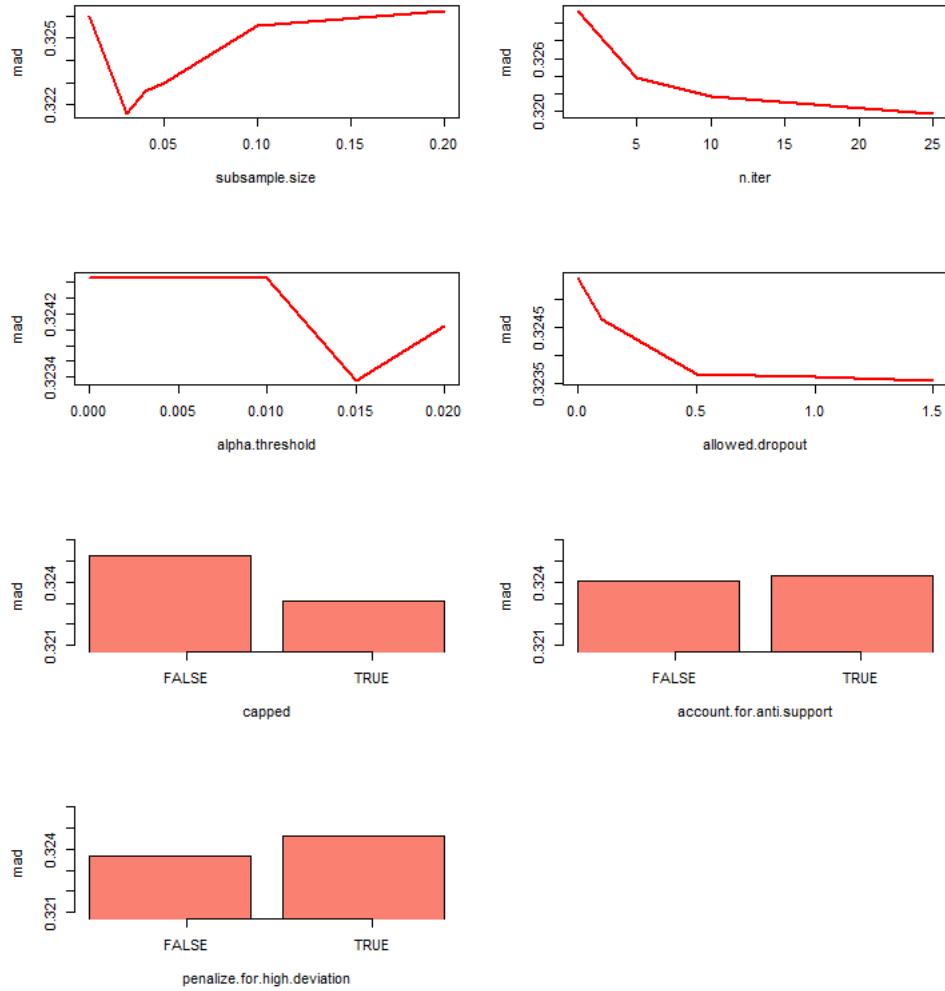 mad
0.322 0.325
0.05 0.10 0.15 0.20
subsample.size
mad
0.320 0.326
5 10 15 20 25
n.iter
mad
0.3234 0.3242
0.000 0.005 0.010 0.015 0.020
alpha.threshold
mad
0.3235 0.3245
0.0 0.5 1.0 1.5
allowed.dropout
mad
0.321 0.324
FALSE TRUE
capped
mad
0.321 0.324
FALSE TRUE
account.for.anti.support
mad
0.321 0.324
FALSE TRUE
penalize.for.high.deviation